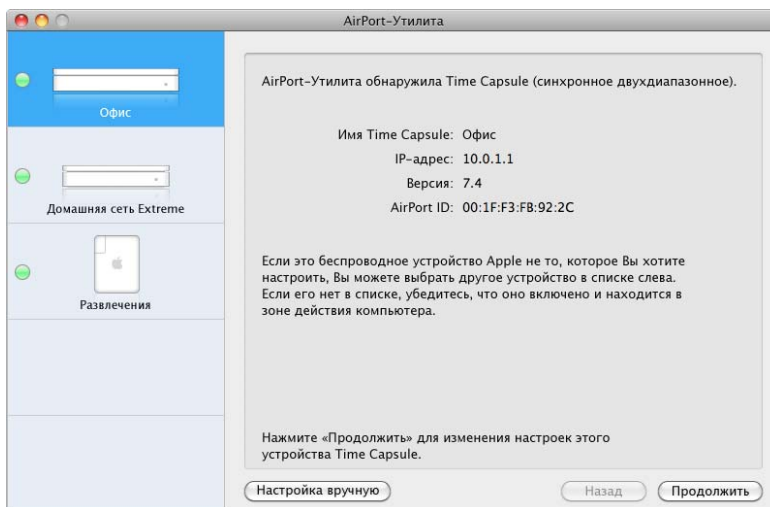 AirPort–Утилита
Офис
Домашняя сеть Extreme
Развлечения
AirPort–Утилита обнаружила Time Capsule (синхронное двухдиапазонное).
Имя Time Capsule: Офис
IP-адрес: 10.0.1.1
Версия: 7.4
AirPort ID: 00:1F:F3:FB:92:2C
Если это беспроводное устройство Apple не то, которое Вы хотите
настроить, Вы можете выбрать другое устройство в списке слева.
Если его нет в списке, убедитесь, что оно включено и находится в
зоне действия компьютера.
Нажмите «Продолжить» для изменения настроек этого
устройства Time Capsule.
Настройка вручную
Назад
Продолжить